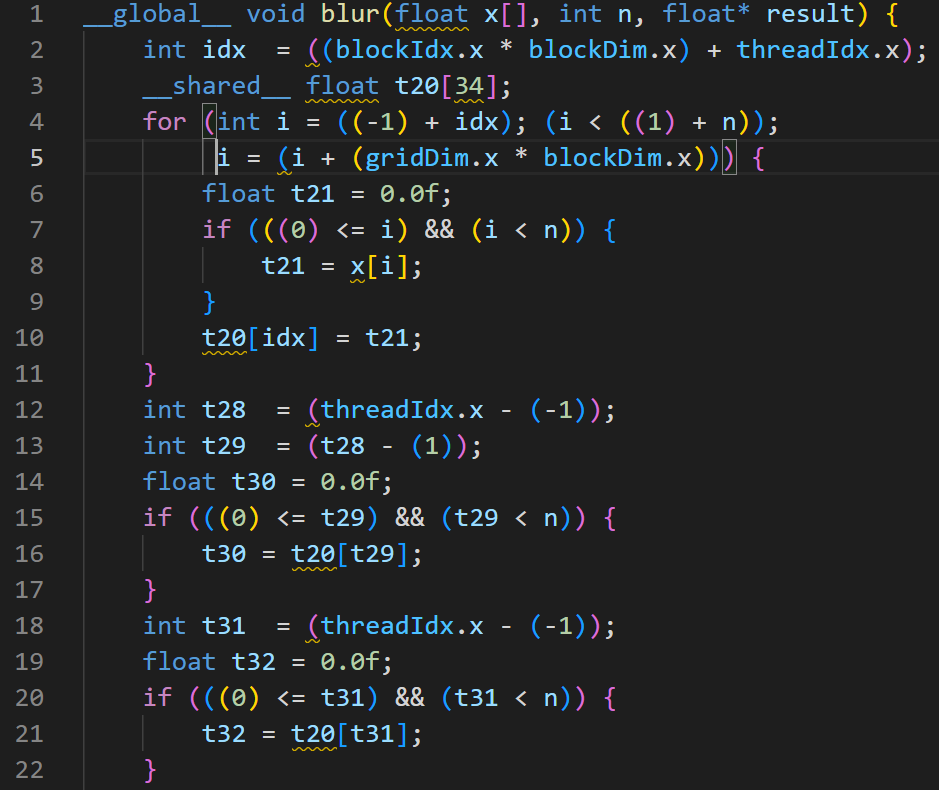 1 __global__ void blur(float x[], int n, float* result) {
2 int idx  = ((blockIdx.x * blockDim.x) + threadIdx.x);
3 __shared__ float t20[34];
4 for (int i = ((-1) + idx); (i < ((1) + n));
5 i = (i + (gridDim.x * blockDim.x))) {
6 float t21 = 0.0f;
7 if (((0) <= i) && (i < n)) {
8 t21 = x[i];
9 }
10 t20[idx] = t21;
11 }
12 int t28  = (threadIdx.x - (-1));
13 int t29  = (t28 - (1));
14 float t30 = 0.0f;
15 if (((0) <= t29) && (t29 < n)) {
16 t30 = t20[t29];
17 }
18 int t31  = (threadIdx.x - (-1));
19 float t32 = 0.0f;
20 if (((0) <= t31) && (t31 < n)) {
21 t32 = t20[t31];
22 }